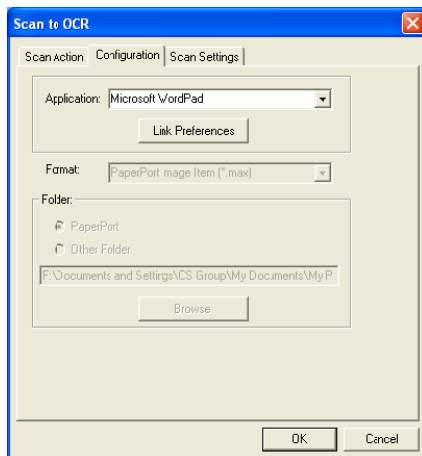 Scan to OCR
Scan Action Configuration Scan Settings
Application: Microsoft WordPad
Link Preferences
Format: PaperPort mage Item (*.max)
Folder:
PaperPort
Other Folder
F:\Documents and Settings\CS Group\My Documents\My P
Browse
OK Cancel